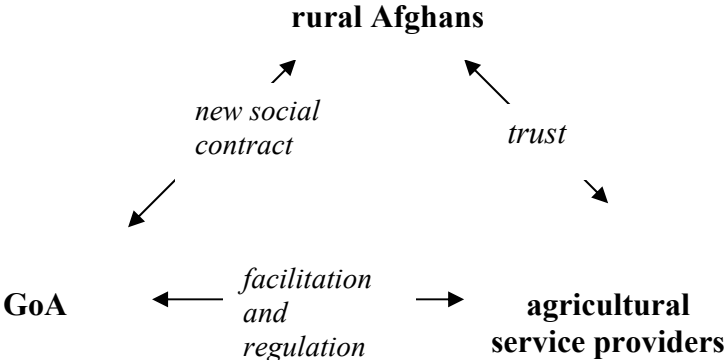 rural Afghans
new social
contract
trust
GoA
facilitation
and
regulation
agricultural
service providers